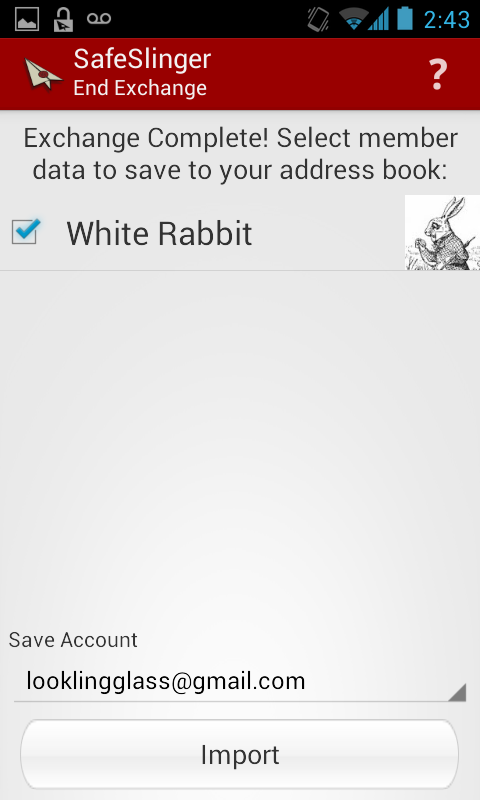 2:43
SafeSlinger
End Exchange
?
Exchange Complete! Select member
data to save to your address book:
White Rabbit
Save Account
looklingglass@gmail.com
Import